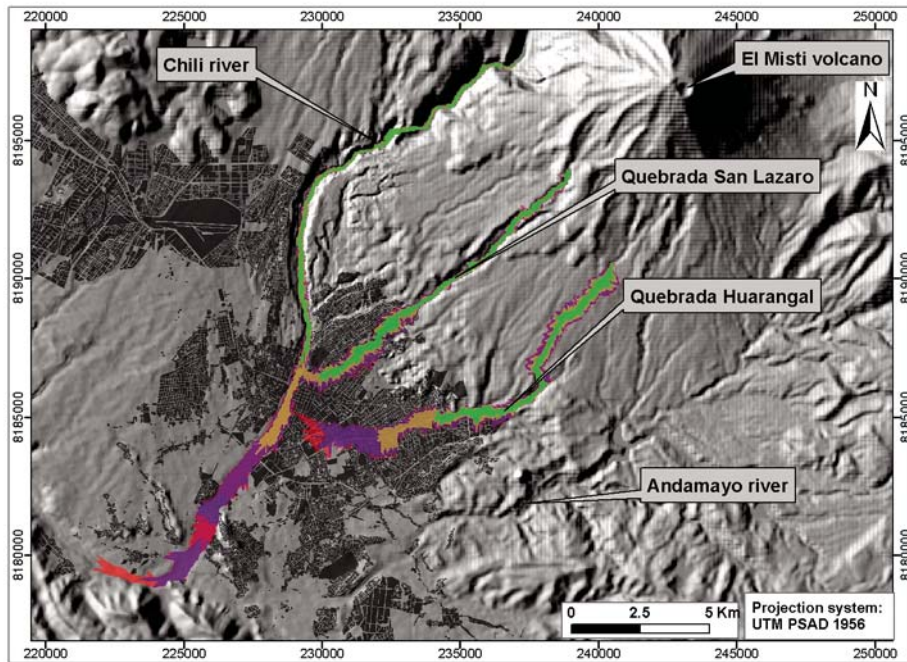 220000 225000 230000 235000 240000 245000 250000
Chili river
El Misti volcano
N
8195000 8195000
Quebrada San Lazaro
8190000 8190000
Quebrada Huarangal
8185000 8185000
Andamayo river
8180000 8180000
0 2.5 5 Km
Projection system:
UTM PSAD 1956
220000 225000 230000 235000 240000 245000 250000